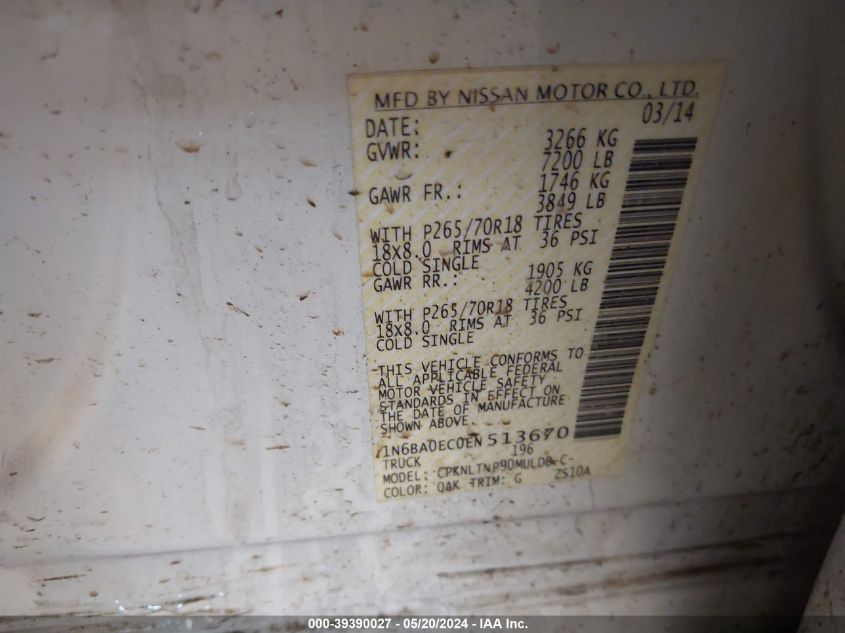 MFD BY NISSAN MOTOR CO., LTD.
DATE: 03/14
GVWR: 3266 KG
7200 LB
GAWR FR.: 1746 KG
3849 LB
WITH P265/70R18 TIRES
18X8.0 RIMS AT 36 PSI
COLD SINGLE
GAWR RR.: 1905 KG
4200 LB
WITH P265/70R18 TIRES
18X8.0 RIMS AT 36 PSI
COLD SINGLE
THIS VEHICLE CONFORMS TO
ALL APPLICABLE FEDERAL
MOTOR VEHICLE SAFETY
STANDARDS IN EFFECT ON
THE DATE OF MANUFACTURE
SHOWN ABOVE.
1N6BA0EC0EN513670
TRUCK 196
MODEL: CPKNLTNP90MULD8-C-
COLOR: QAK TRIM: G ZS10A
000-39390027 - 05/20/2024 - IAA Inc.